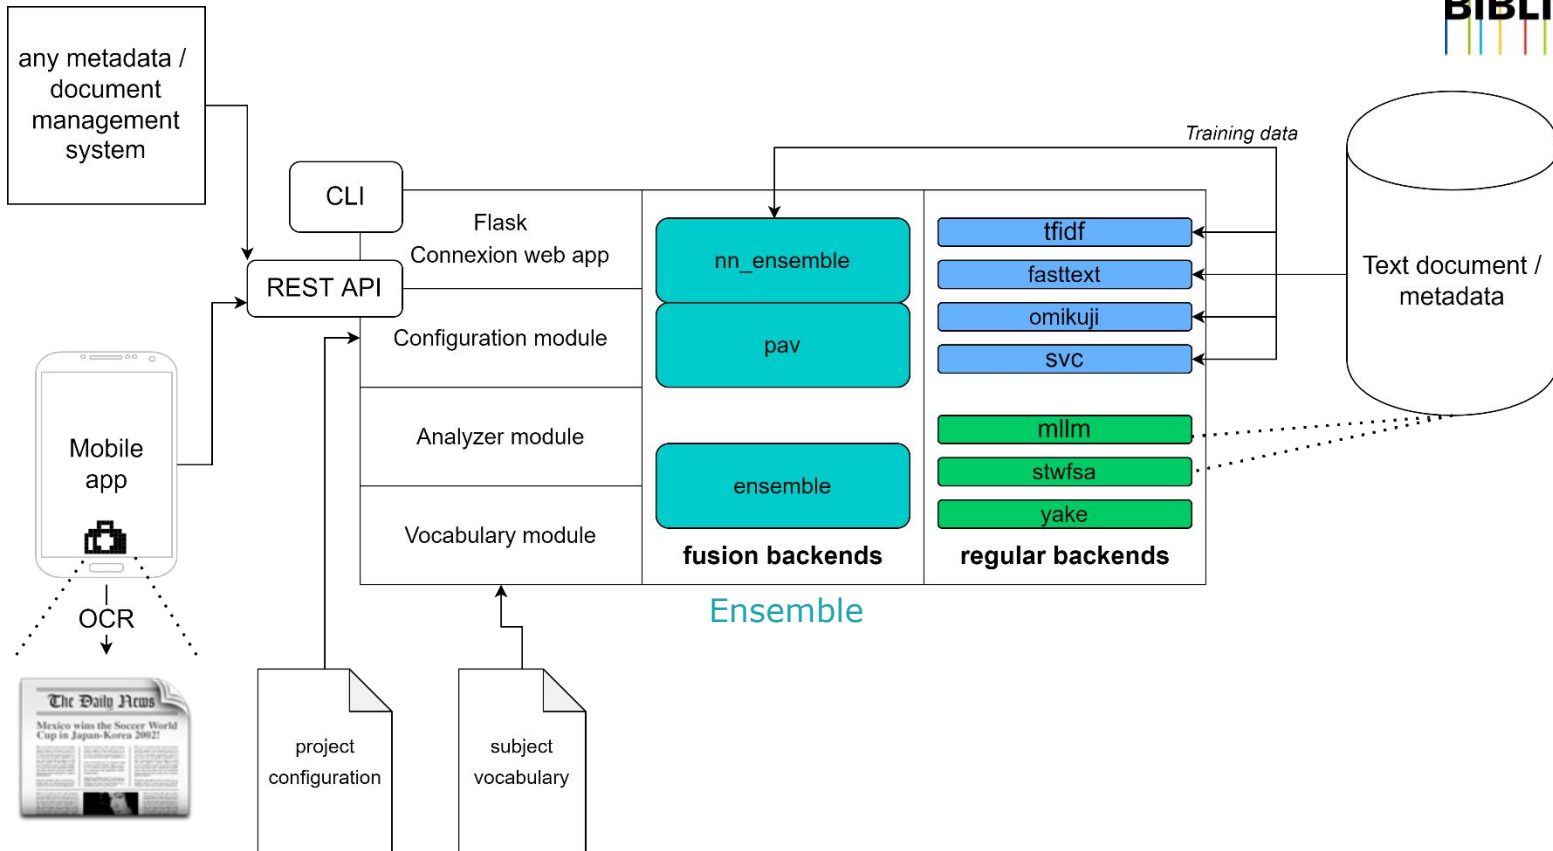 BIBLI
any metadata /
document
management
system
Training data
CLI
Flask
Connexion web app
REST API
Configuration module
Analyzer module
Vocabulary module
nn_ensemble
pav
ensemble
fusion backends
tfidf
fasttext
omikuji
svc
mllm
stwfsa
yake
regular backends
Text document /
metadata
Ensemble
Mobile
app
OCR
The Daily News
Mexico wins the Soccer World
Cup in Japan-Korea 2002!
project
configuration
subject
vocabulary